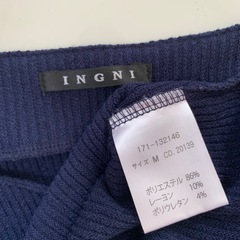 INGNI
171-132146
サイズ M CD. 20139
ポリエステル 86%
レーヨン 10%
ポリウレタン 4%